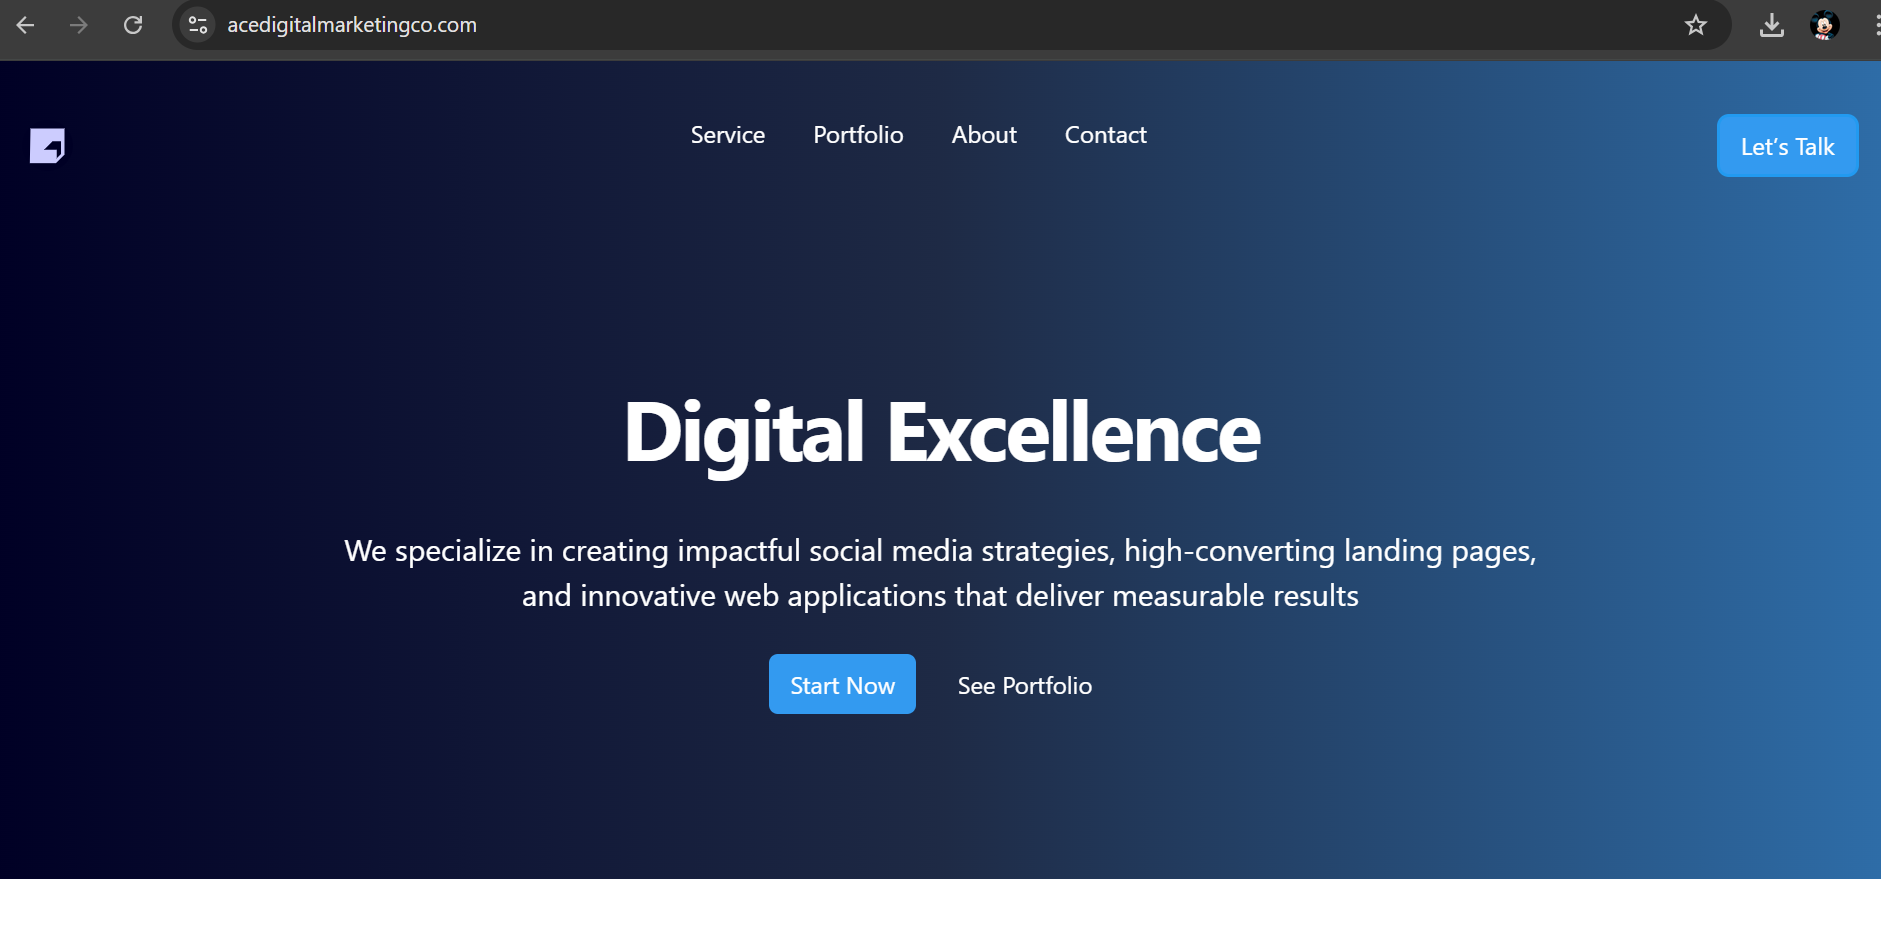 acedigitalmarketingco.com
Service Portfolio About Contact
Let’s Talk
Digital Excellence
We specialize in creating impactful social media strategies, high-converting landing pages,
and innovative web applications that deliver measurable results
Start Now See Portfolio